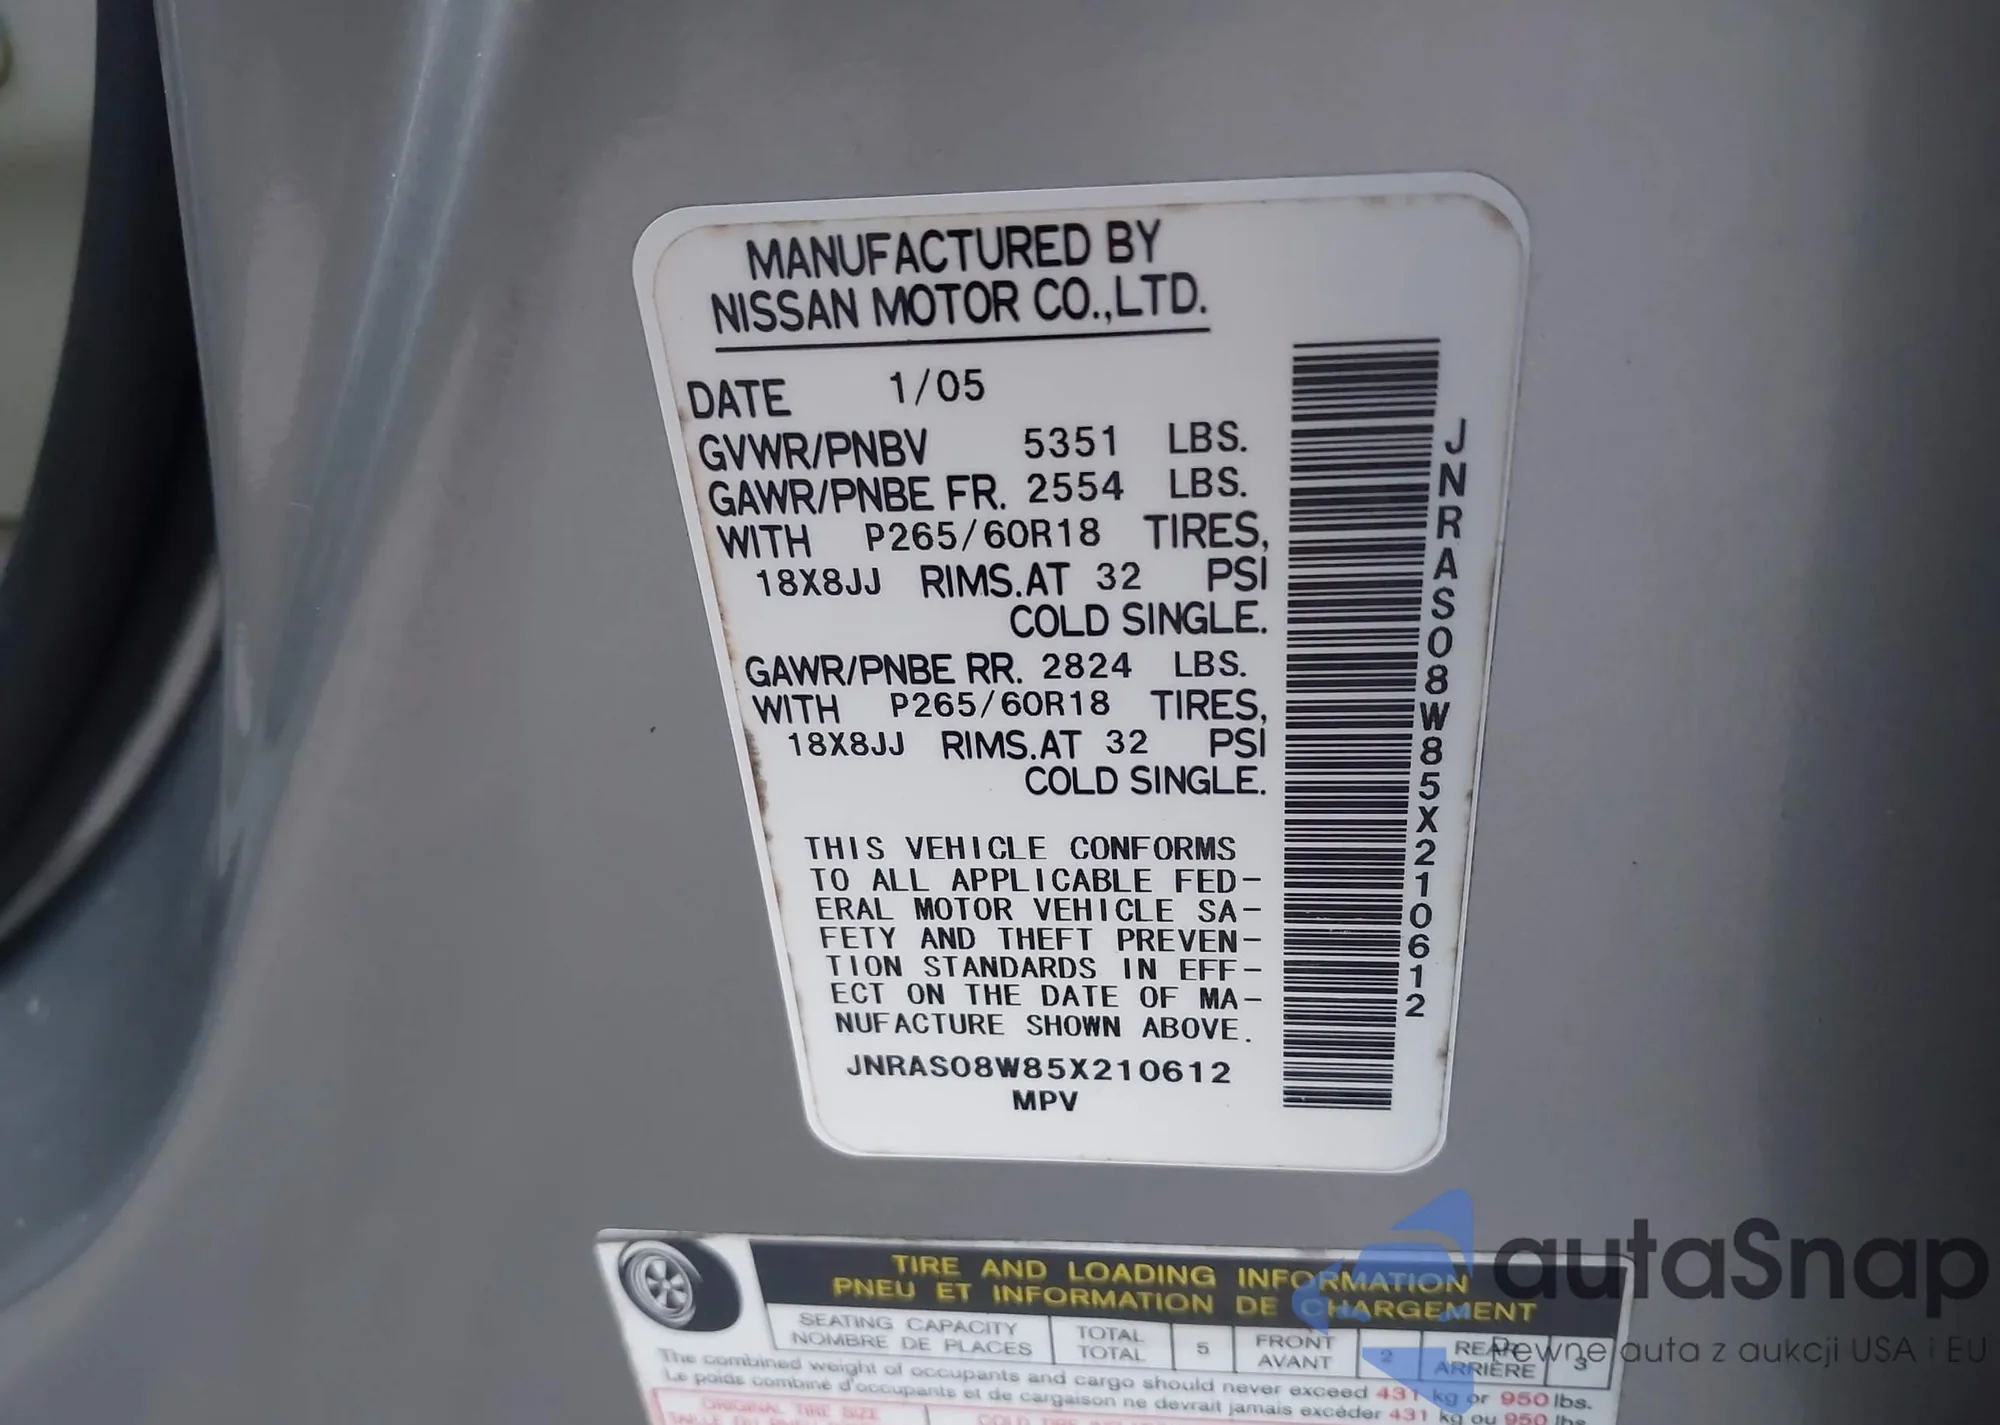 MANUFACTURED BY
NISSAN MOTOR CO.,LTD.
DATE 1/05
GVWR/PNBV 5351 LBS.
GAWR/PNBE FR. 2554 LBS.
WITH P265/60R18 TIRES,
18X8JJ RIMS.AT 32 PSI
COLD SINGLE.
GAWR/PNBE RR. 2824 LBS.
WITH P265/60R18 TIRES,
18X8JJ RIMS.AT 32 PSI
COLD SINGLE.
THIS VEHICLE CONFORMS
TO ALL APPLICABLE FED-
ERAL MOTOR VEHICLE SA-
FETY AND THEFT PREVEN-
TION STANDARDS IN EFF-
ECT ON THE DATE OF MA-
NUFACTURE SHOWN ABOVE.
JNRAS08W85X210612
MPV
JNRAS08W85X210612
TIRE AND LOADING INFORMATION
PNEU ET INFORMATION DE CHARGEMENT
SEATING CAPACITY TOTAL 5 FRONT 2 REAR 3
NOMBRE DE PLACES TOTAL AVANT ARRIÈRE
The combined weight of occupants and cargo should never exceed 431 kg or 950 lbs.
Le poids combiné d'occupants et de cargaison ne devrait jamais excéder 431 kg ou 950 lbs.
ORIGINAL TIRE SIZE
autaSnap
Pewne auta z aukcji USA i EU